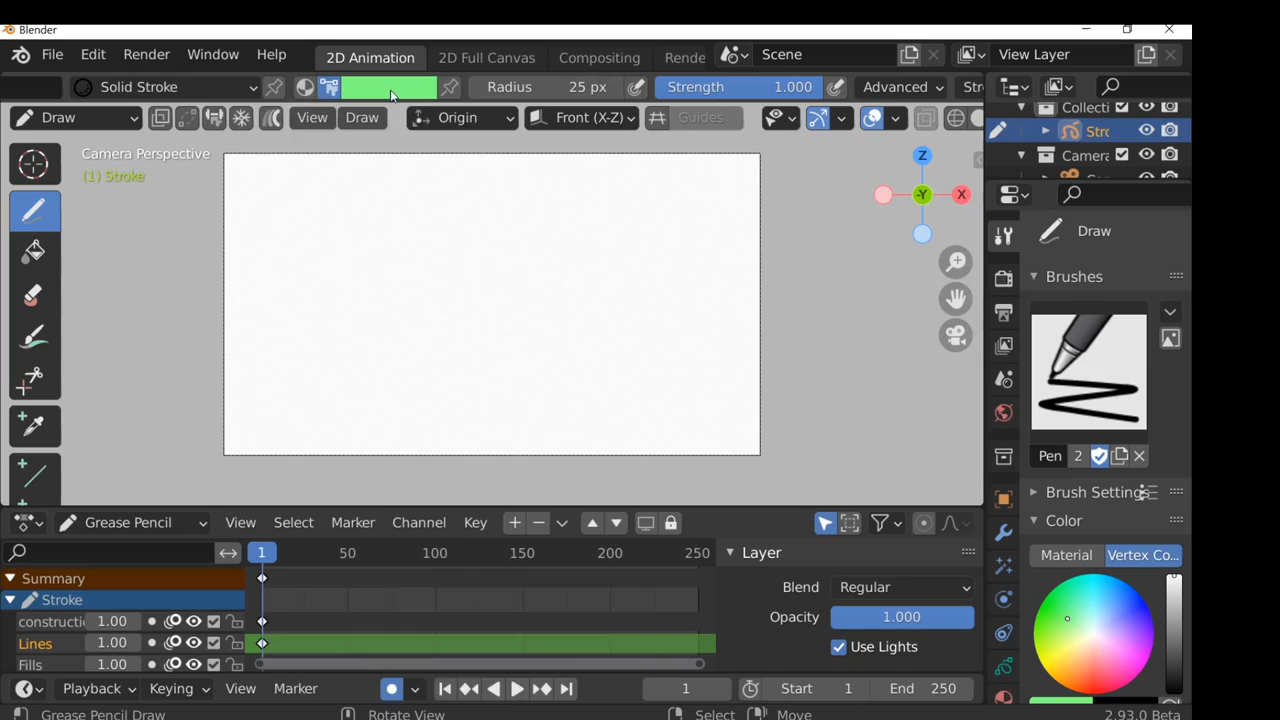 Blender
File Edit Render Window Help 2D Animation 2D Full Canvas Compositing Rende Scene View Layer
Solid Stroke Radius 25 px Strength 1.000 Advanced Str
Draw View Draw Origin Front (X-Z) Guides
Collecti
Stro
Camera
Camera Perspective
(1) Stroke
Z
-Y
X
Draw
Brushes
Pen 2
Brush Settings
Color
Material Vertex Co...
Grease Pencil View Select Marker Channel Key
1 50 100 150 200 250
Summary
Stroke
constructi 1.00
Lines 1.00
Fills 1.00
Layer
Blend Regular
Opacity 1.000
Use Lights
Playback Keying View Marker 1 Start 1 End 250
Grease Pencil Draw Rotate View Select Move 2.93.0 Beta